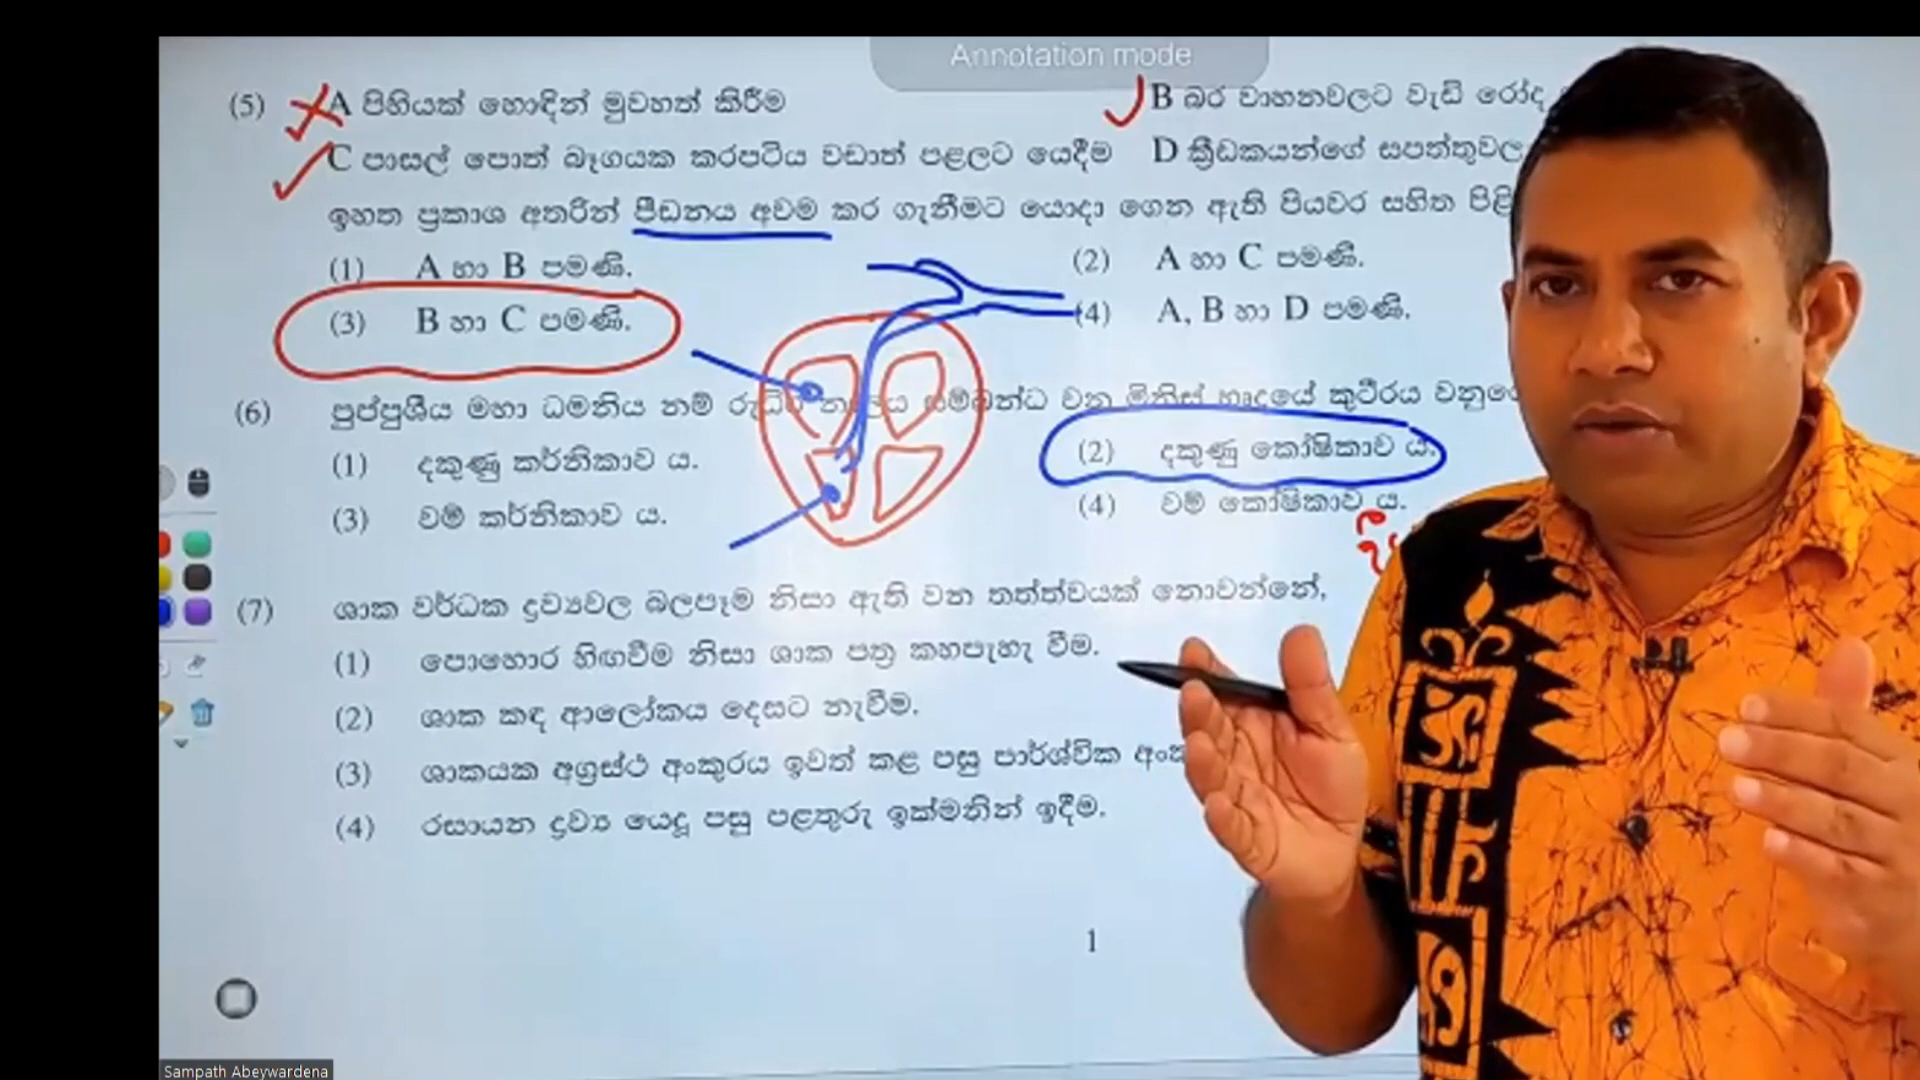 Annotation mode
(5) A පිහියක් හොඳින් මුවහත් කිරීම B බර වාහනවලට වැඩි රෝද
C පාසල් පොත් බෑගයක කරපටිය වඩාත් පළලට යෙදීම D ක්‍රීඩකයන්ගේ සපත්තුවල
ඉහත ප්‍රකාශ අතරින් පීඩනය අවම කර ගැනීමට යොදා ගෙන ඇති පියවර සහිත
(1) A හා B පමණි. (2) A හා C පමණි.
(3) B හා C පමණි. (4) A, B හා D පමණි.
(6) පුප්පුශීය මහා ධමනිය නම් රුධිර නාලය සම්බන්ධ වන මිනිස් හෘදයේ කුටීරය
(1) දකුණු කර්නිකාව ය. (2) දකුණු කෝෂිකාව ය.
(3) වම් කර්නිකාව ය. (4) වම් කෝෂිකාව ය.
(7) ශාක වර්ධක ද්‍රව්‍යවල බලපෑම නිසා ඇති වන තත්ත්වයක් නොවන්නේ,
(1) පොහොර හිඟවීම නිසා ශාක පත්‍ර කහපැහැ වීම.
(2) ශාක කඳ ආලෝකය දෙසට නැවීම.
(3) ශාකයක අග්‍රස්ථ අංකුරය ඉවත් කළ පසු පාර්ශ්වික
(4) රසායන ද්‍රව්‍ය යෙදූ පසු පළතුරු ඉක්මනින් ඉදීම.
1
Sampath Abeywardena